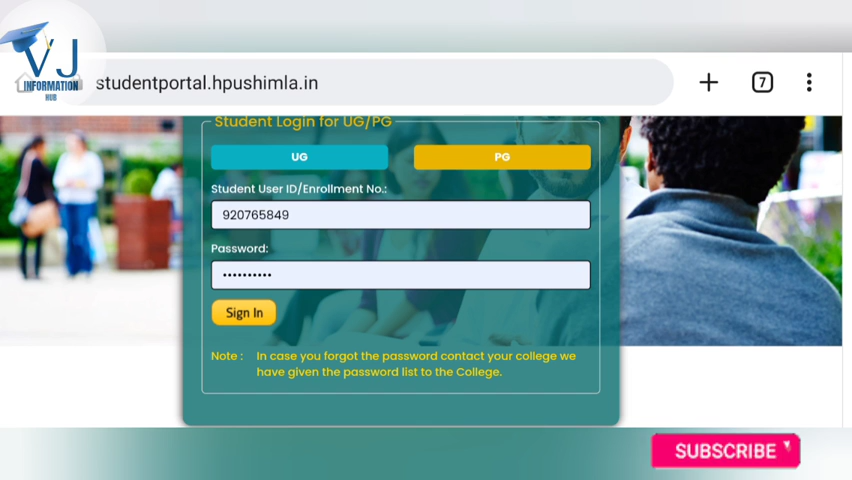 VJ
INFORMATION
HUB
studentportal.hpushimla.in
7
Student Login for UG/PG
UG
PG
Student User ID/Enrollment No.:
920765849
Password:
••••••••••
Sign In
Note : In case you forgot the password contact your college we
have given the password list to the College.
SUBSCRIBE